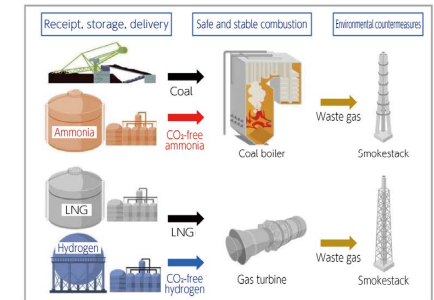 Receipt, storage, delivery
Safe and stable combustion
Environmental countermeasures
Coal
Ammonia
CO₂-free
ammonia
Coal boiler
Waste gas
Smokestack
LNG
LNG
Hydrogen
CO₂-free
hydrogen
Gas turbine
Waste gas
Smokestack